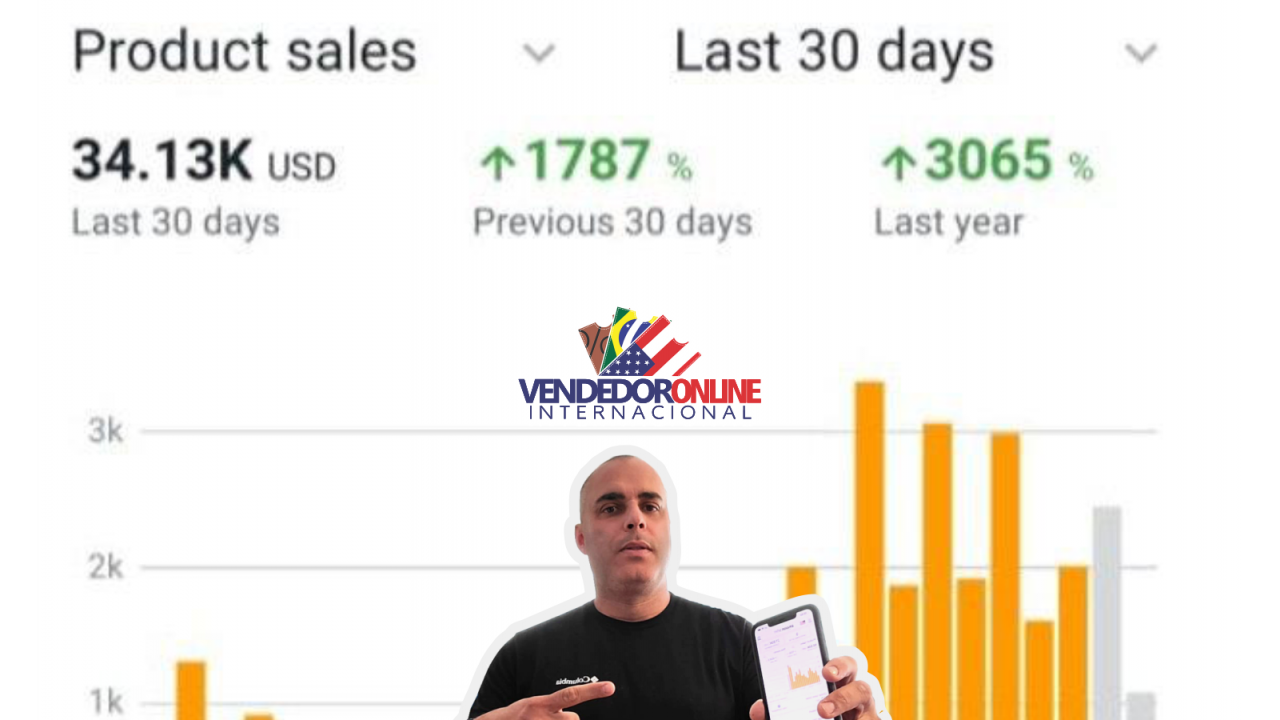 Product sales
Last 30 days
34.13K USD
↑1787 %
↑3065 %
Last 30 days
Previous 30 days
Last year
VENDEDORONLINE
INTERNACIONAL
3k
2k
1k
Columbia